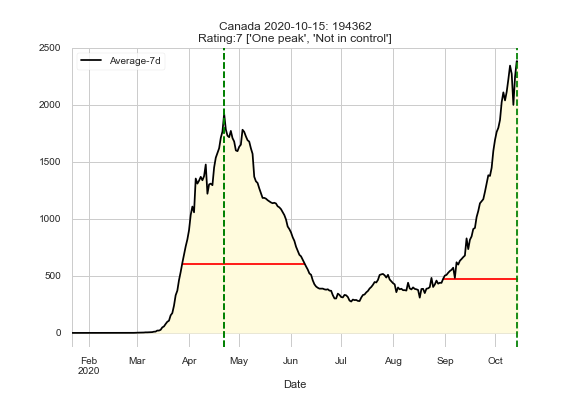 Canada 2020-10-15: 194362
Rating:7 ['One peak', 'Not in control']
Average-7d
2500
2000
1500
1000
500
0
Feb Mar Apr May Jun Jul Aug Sep Oct
2020
Date